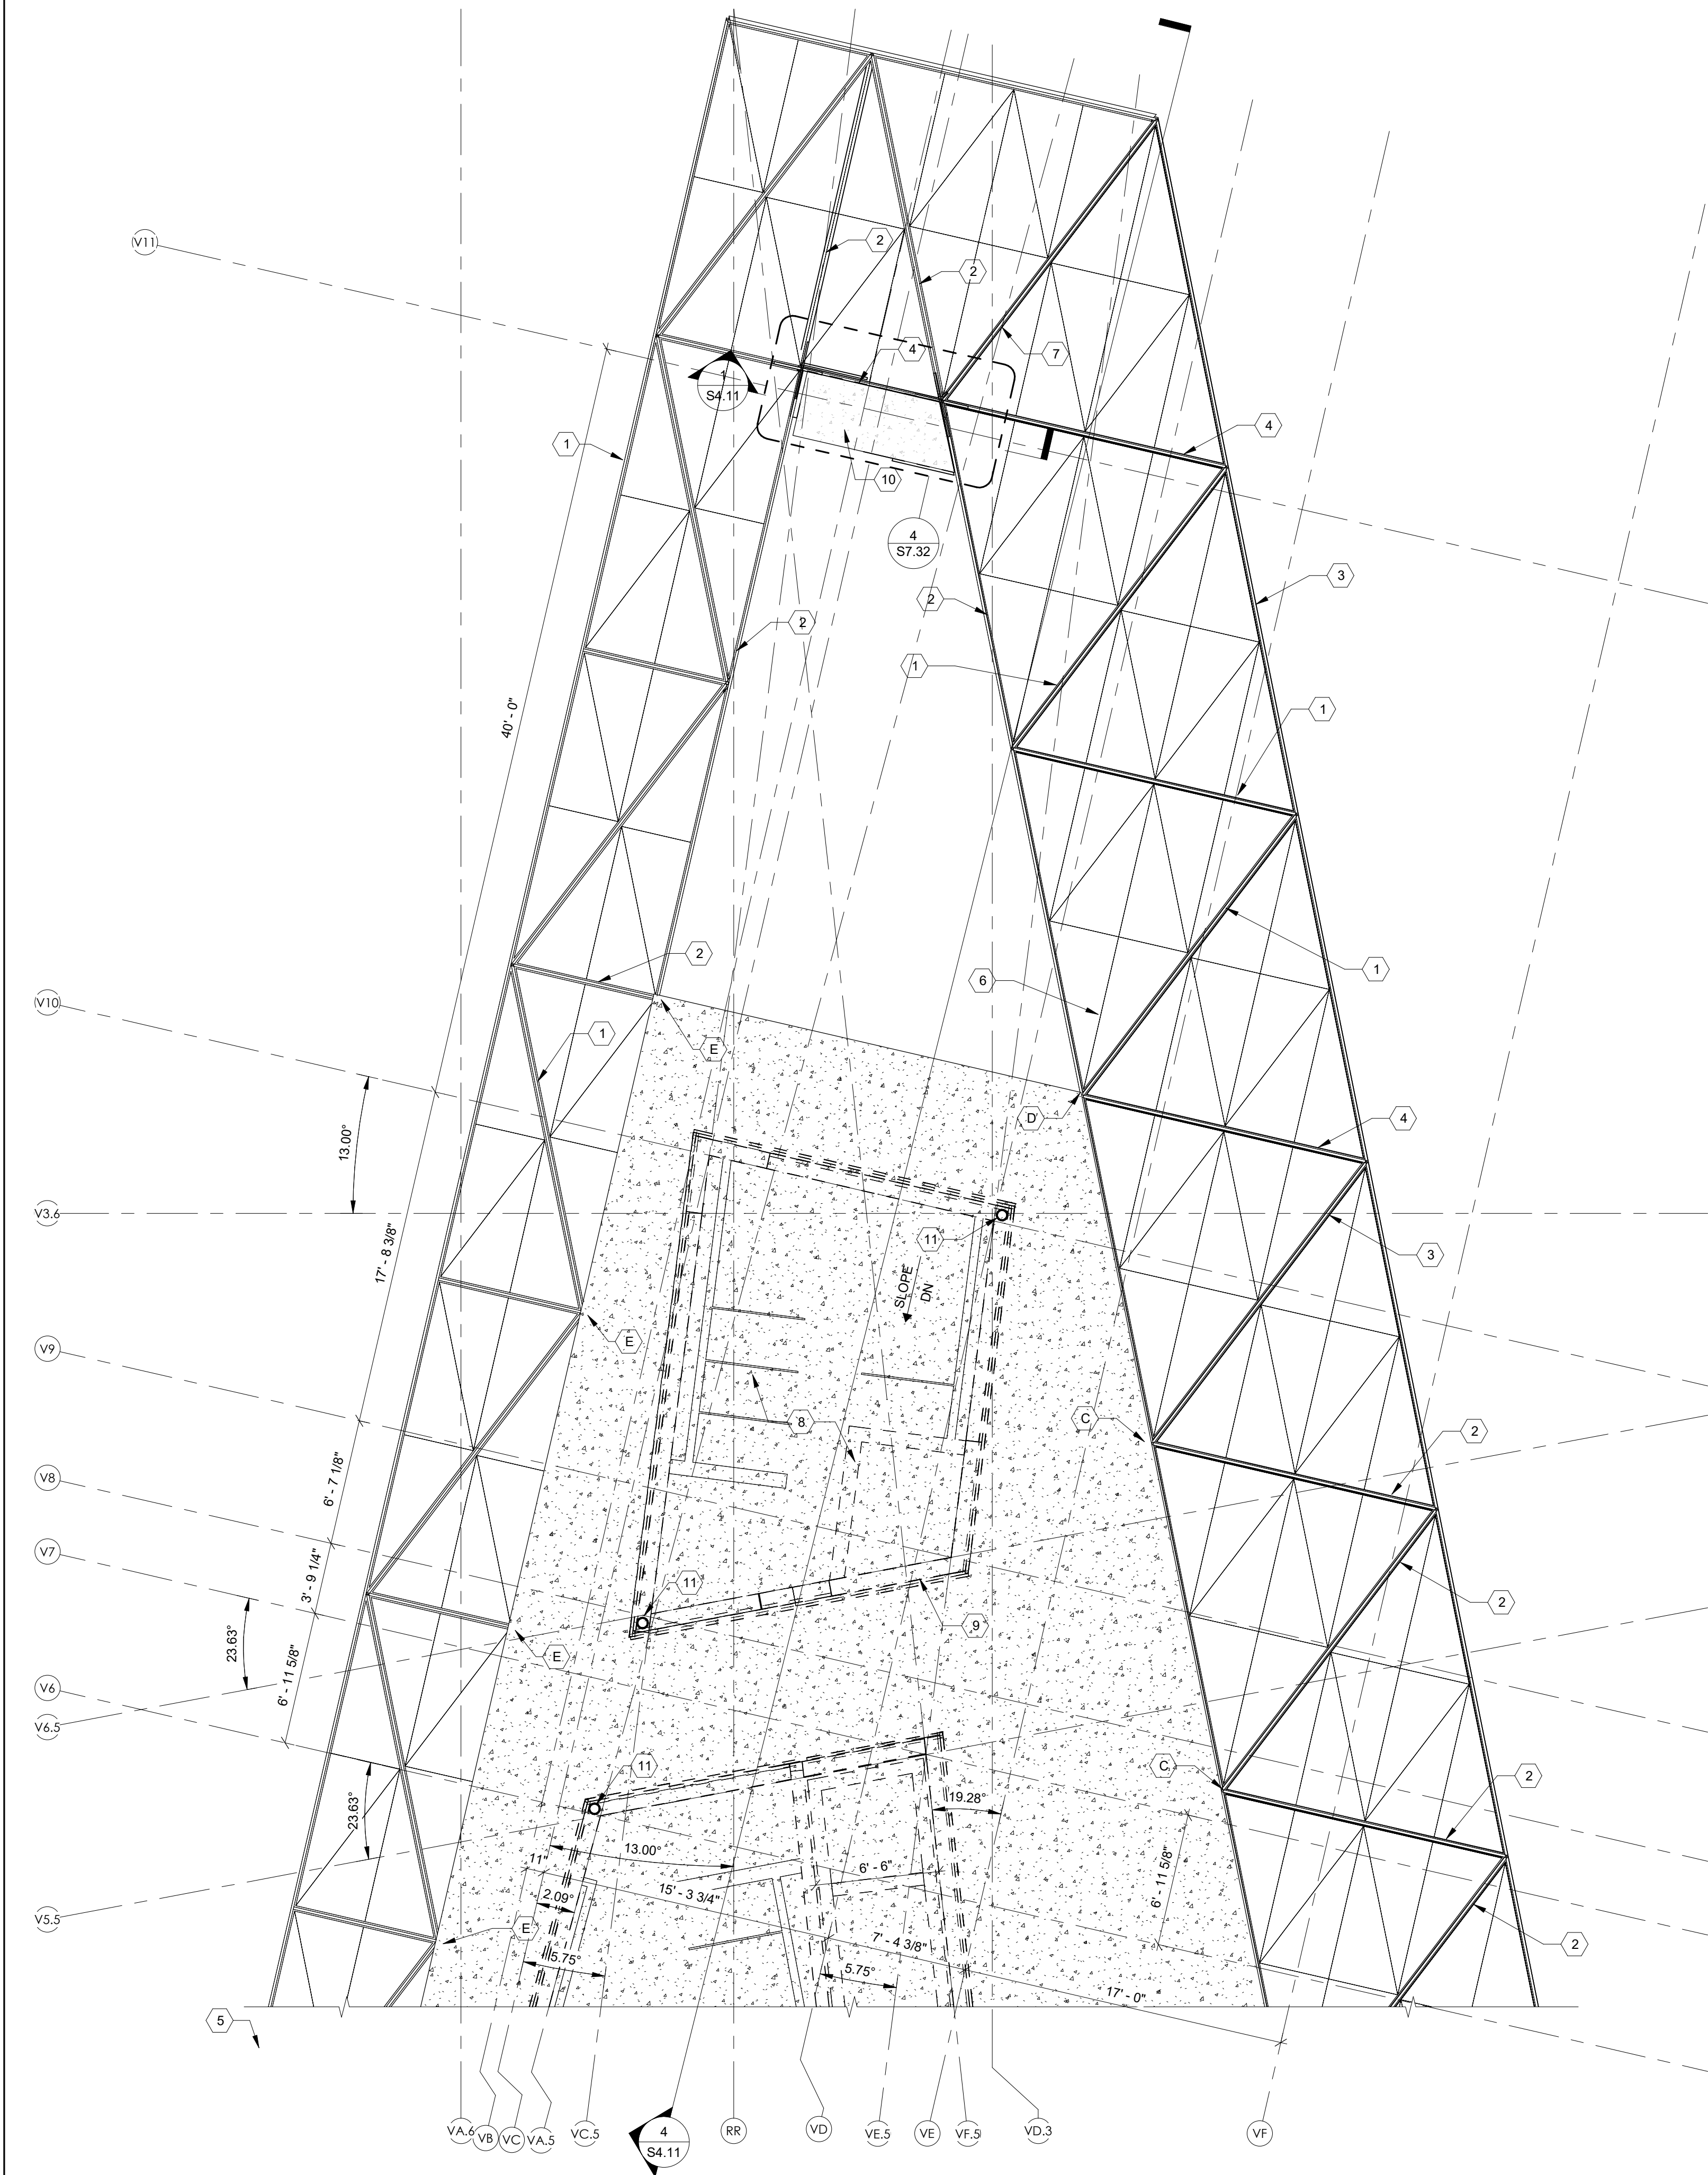 V11
2
2
7
4
1
S4.11
4
1
10
4
S7.32
3
2
2
1
40' - 0"
1
2
1
6
V10
1
E
D
4
13.00°
V3.6
11
3
17' - 8 3/8"
SLOPE
DN
E
V9
8
C
2
6' - 7 1/8"
V8
V7
11
3' - 9 1/4"
2
9
23.63°
E
6' - 11 5/8"
V6
V6.5
11
C
2
23.63°
19.28°
13.00°
11"
6' - 6"
6' - 11 5/8"
15' - 3 3/4"
2.09°
V5.5
E
7' - 4 3/8"
2
5.75°
5.75°
17' - 0"
5
VA.6
VB
VC
VA.5
VC.5
4
S4.11
RR
VD
VE.5
VE
VF.5
VD.3
VF